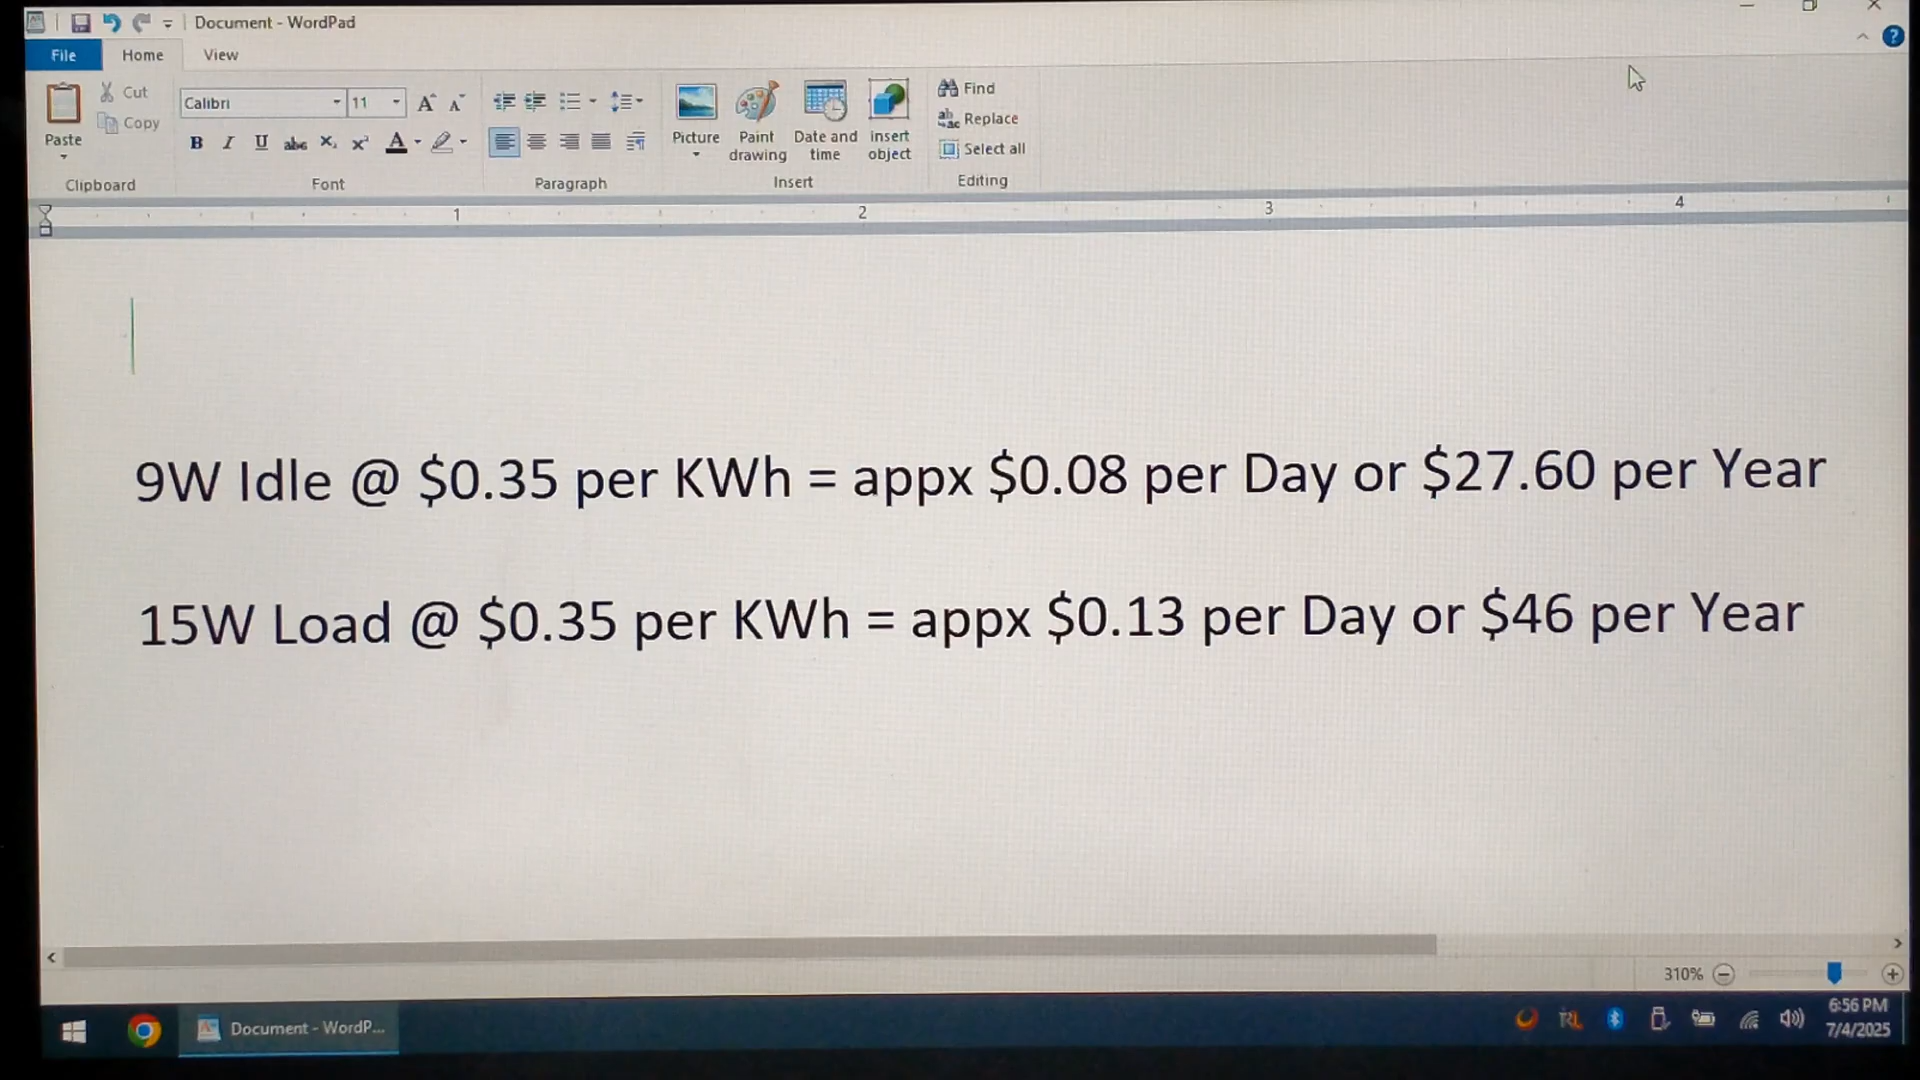 Document - WordPad
File Home View
Cut
Copy
Paste
Clipboard
Calibri 11
B I U abc X₂ X² A
Font
Paragraph
Picture
Paint drawing
Date and time
Insert object
Insert
Find
Replace
Select all
Editing
1 2 3 4
9W Idle @ $0.35 per KWh = appx $0.08 per Day or $27.60 per Year
15W Load @ $0.35 per KWh = appx $0.13 per Day or $46 per Year
310%
Document - WordP...
6:56 PM
7/4/2025